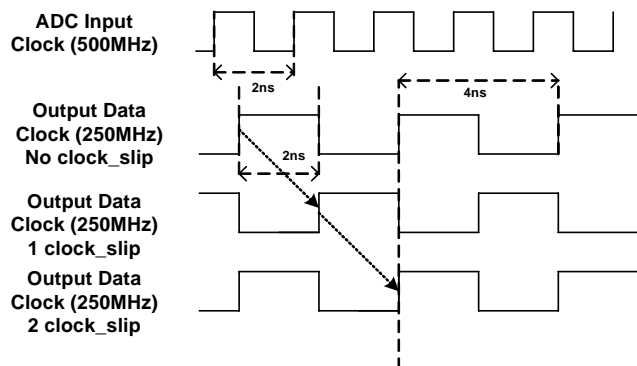 ADC Input
Clock (500MHz)
2ns
4ns
Output Data
Clock (250MHz)
No clock_slip
2ns
Output Data
Clock (250MHz)
1 clock_slip
Output Data
Clock (250MHz)
2 clock_slip